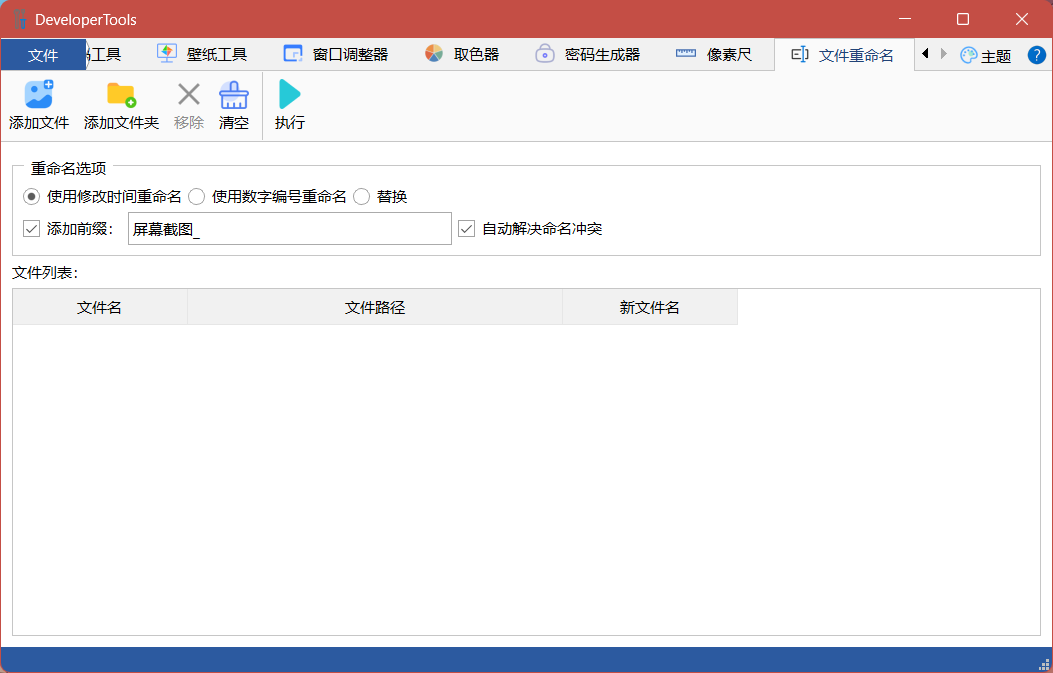 DeveloperTools
文件 工具 壁纸工具 窗口调整器 取色器 密码生成器 像素尺 文件重命名 主题 ?
添加文件 添加文件夹 移除 清空 执行
重命名选项
使用修改时间重命名 使用数字编号重命名 替换
添加前缀： 屏幕截图_ 自动解决命名冲突
文件列表：
文件名 文件路径 新文件名